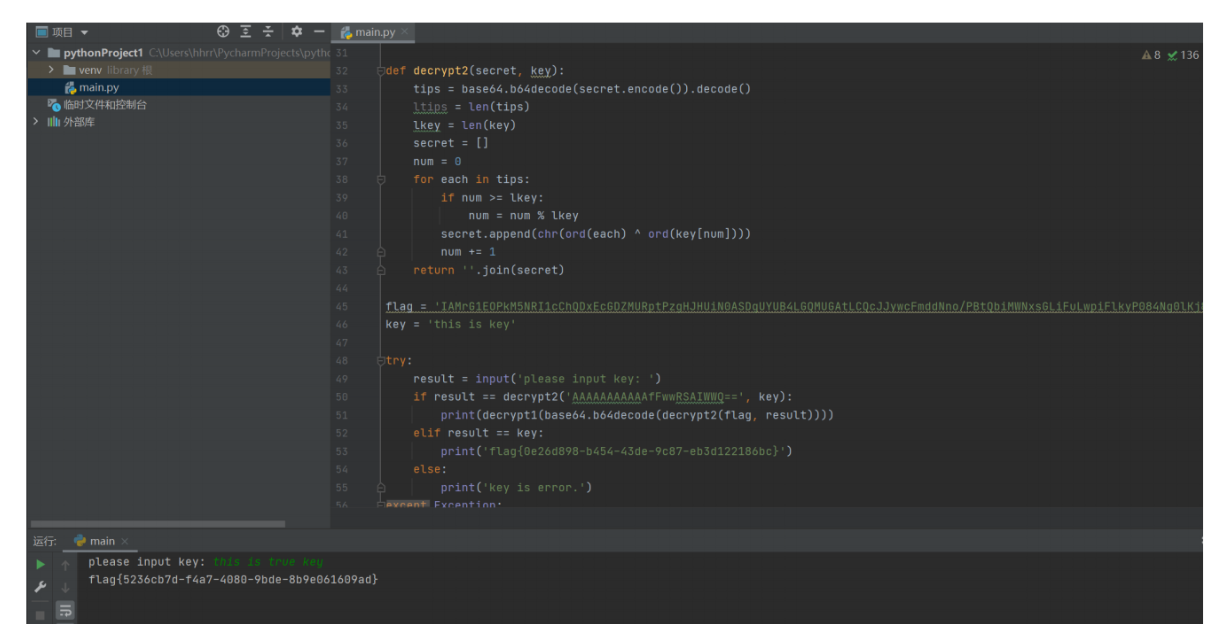 项目
main.py
pythonProject1 C:\Users\hhrr\PycharmProjects\pytho
venv library 根
main.py
临时文件和控制台
外部库
8 136
31
32 def decrypt2(secret, key):
33 tips = base64.b64decode(secret.encode()).decode()
34 ltips = len(tips)
35 lkey = len(key)
36 secret = []
37 num = 0
38 for each in tips:
39 if num >= lkey:
40 num = num % lkey
41 secret.append(chr(ord(each) ^ ord(key[num])))
42 num += 1
43 return ''.join(secret)
44
45 flag =
46 key = 'this is key'
47
48 try:
49 result = input('please input key: ')
50 if result == decrypt2('AAAAAAAAAAAfFwwRSAIWWQ==', key):
51 print(decrypt1(base64.b64decode(decrypt2(flag, result))))
52 elif result == key:
53 print('flag{0e26d898-b454-43de-9c87-eb3d122186bc}')
54 else:
55 print('key is error.')
56 except Exception:
运行: main
please input key: this is true key
flag{5236cb7d-f4a7-4080-9bde-8b9e061609ad}